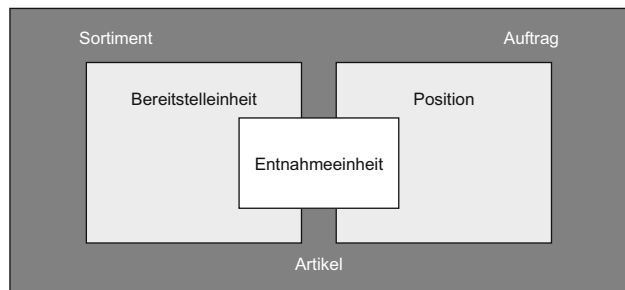 Sortiment
Auftrag
Bereitstelleinheit
Position
Entnahmeeinheit
Artikel